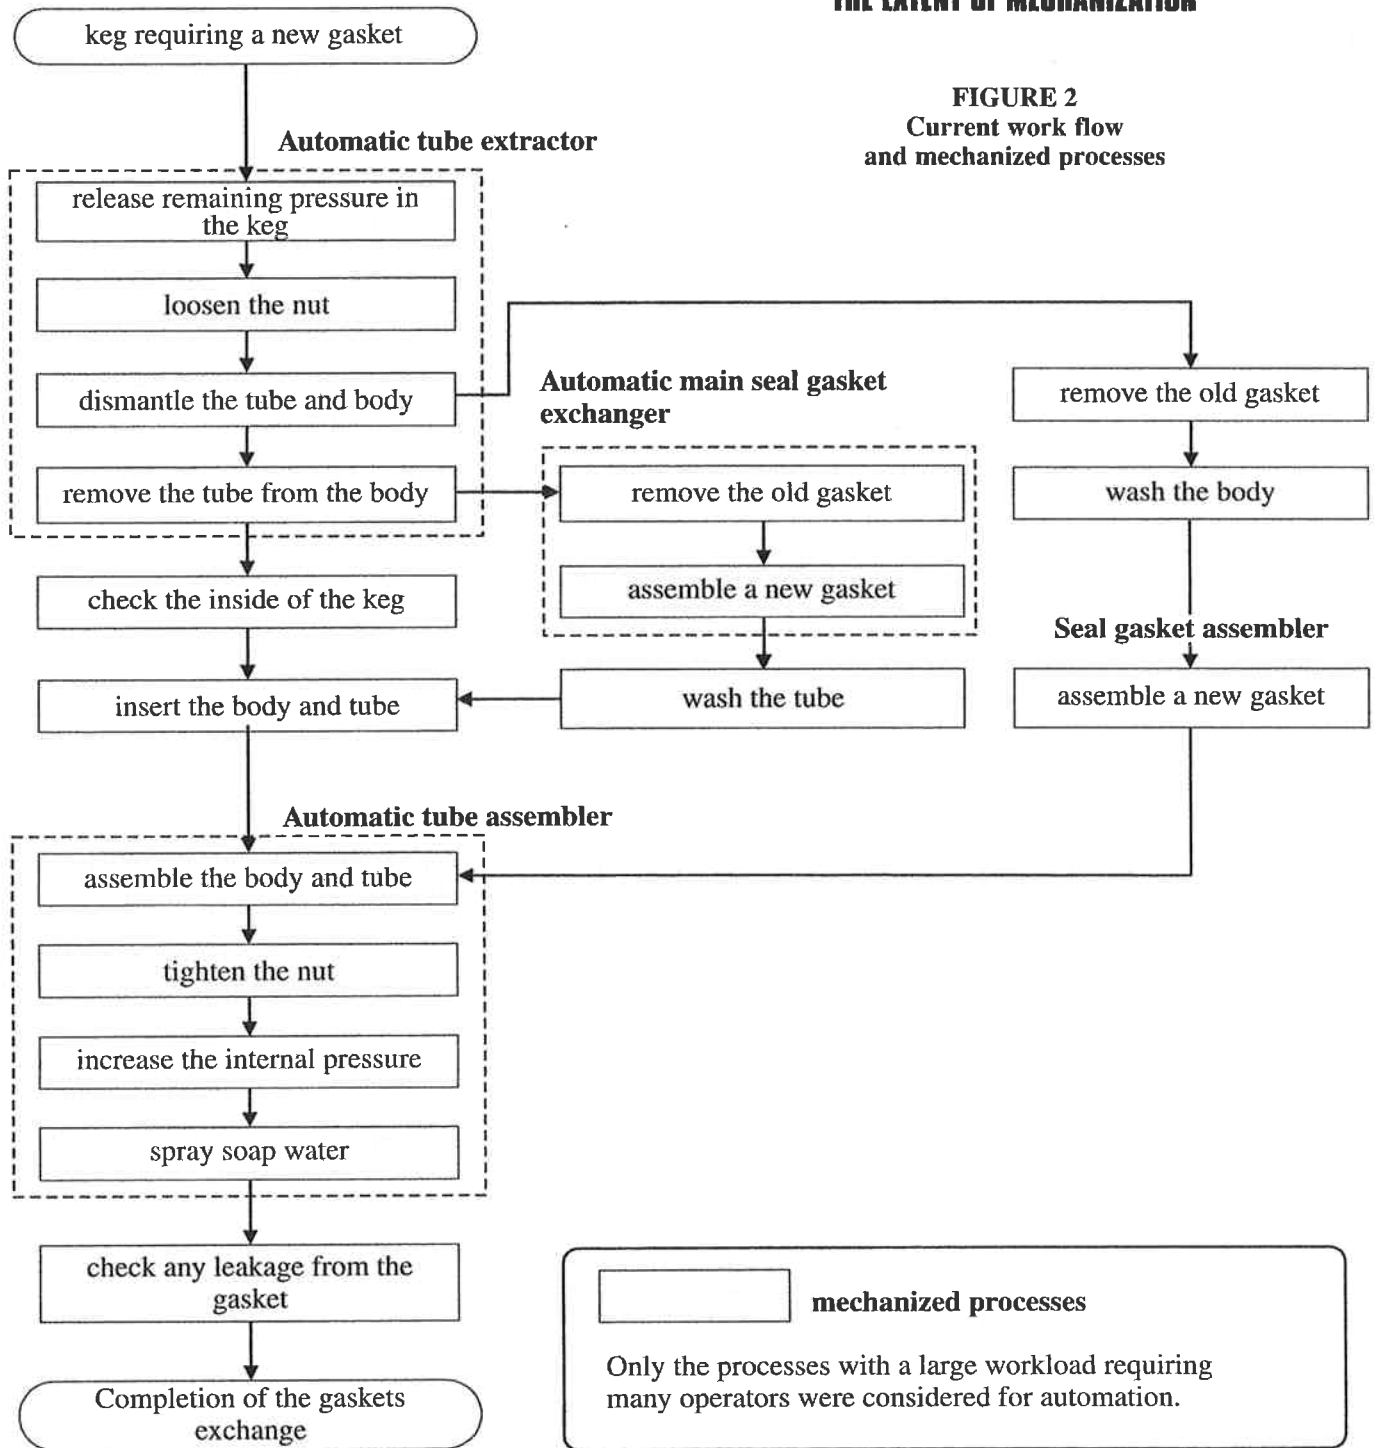 THE EXTENT OF MECHANIZATION
keg requiring a new gasket
FIGURE 2
Current work flow
and mechanized processes
Automatic tube extractor
release remaining pressure in
the keg
loosen the nut
dismantle the tube and body
remove the tube from the body
Automatic main seal gasket
exchanger
remove the old gasket
assemble a new gasket
wash the tube
remove the old gasket
wash the body
Seal gasket assembler
assemble a new gasket
check the inside of the keg
insert the body and tube
Automatic tube assembler
assemble the body and tube
tighten the nut
increase the internal pressure
spray soap water
check any leakage from the
gasket
Completion of the gaskets
exchange
mechanized processes
Only the processes with a large workload requiring
many operators were considered for automation.